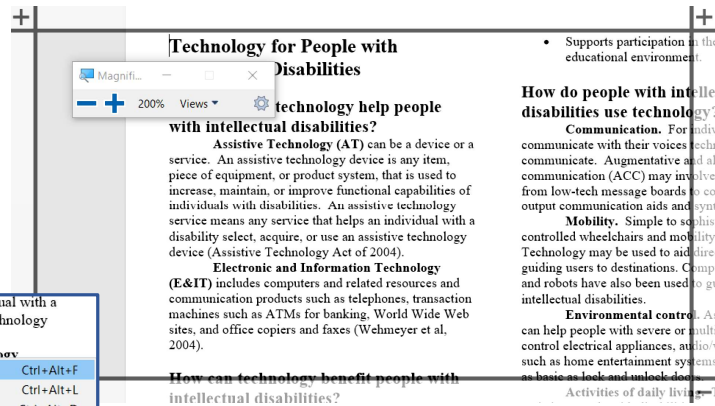 Technology for People with
Disabilities
technology help people
with intellectual disabilities?
Assistive Technology (AT) can be a device or a
service. An assistive technology device is any item,
piece of equipment, or product system, that is used to
increase, maintain, or improve functional capabilities of
individuals with disabilities. An assistive technology
service means any service that helps an individual with a
disability select, acquire, or use an assistive technology
device (Assistive Technology Act of 2004).
Electronic and Information Technology
(E&IT) includes computers and related resources and
communication products such as telephones, transaction
machines such as ATMs for banking, World Wide Web
sites, and office copiers and faxes (Wehmeyer et al,
2004).
How can technology benefit people with
intellectual disabilities?
• Supports participation in the
educational environment.
How do people with intelle
disabilities use technology?
Communication. For indiv
communicate with their voices techn
communicate. Augmentative and al
communication (ACC) may involve
from low-tech message boards to co
output communication aids and synt
Mobility. Simple to sophis
controlled wheelchairs and mobility
Technology may be used to aid direc
guiding users to destinations. Comp
and robots have also been used to gu
intellectual disabilities.
Environmental control. As
can help people with severe or multi
control electrical appliances, audio/v
such as home entertainment systems
as basic as lock and unlock doors.
Activities of daily living. T
Magnifi...
200% Views
ual with a
hnology
ogy
Ctrl+Alt+F
Ctrl+Alt+L